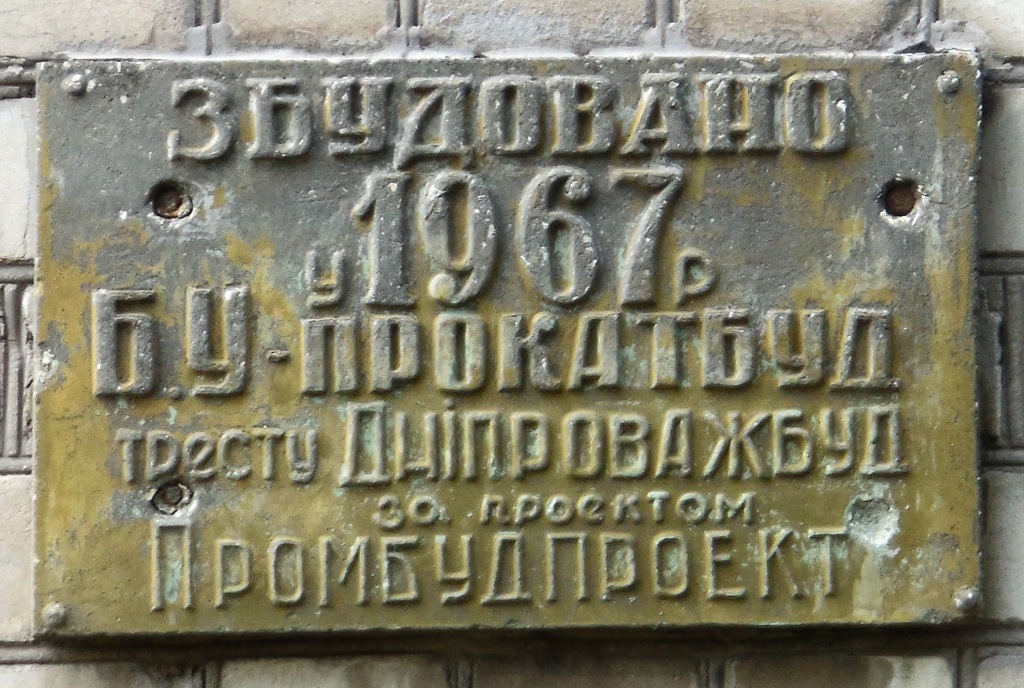 ЗБУДОВАНО
у 1967 р
Б.У-ПРОКАТБУД
тресту ДНІПРОВАЖБУД
за проектом
ПРОМБУДПРОЕКТ